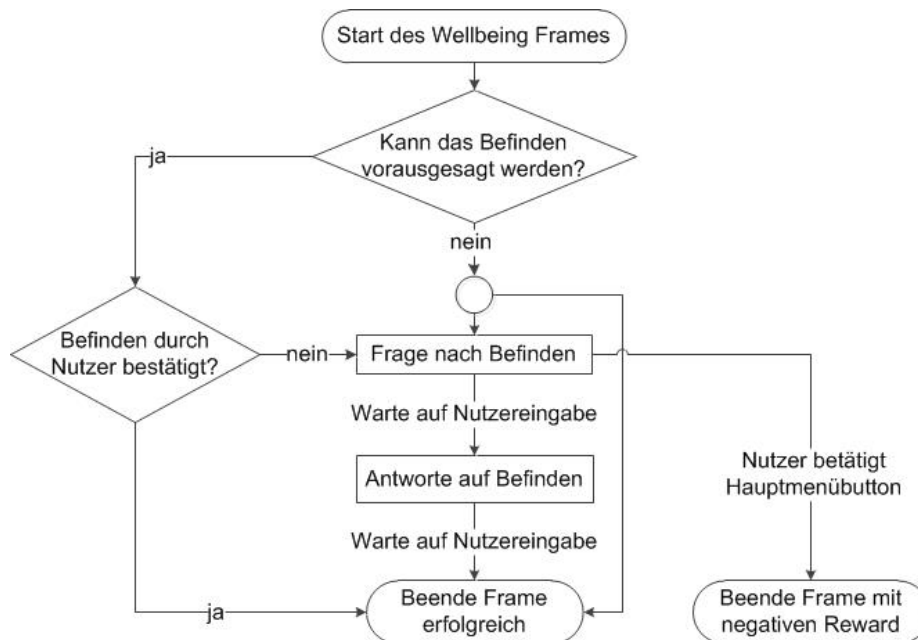 Start des Wellbeing Frames
Kann das Befinden
vorausgesagt werden?
ja
nein
Befinden durch
Nutzer bestätigt?
nein
Frage nach Befinden
Warte auf Nutzereingabe
Antworte auf Befinden
Nutzer betätigt
Hauptmenübutton
Warte auf Nutzereingabe
ja
Beende Frame
erfolgreich
Beende Frame mit
negativen Reward